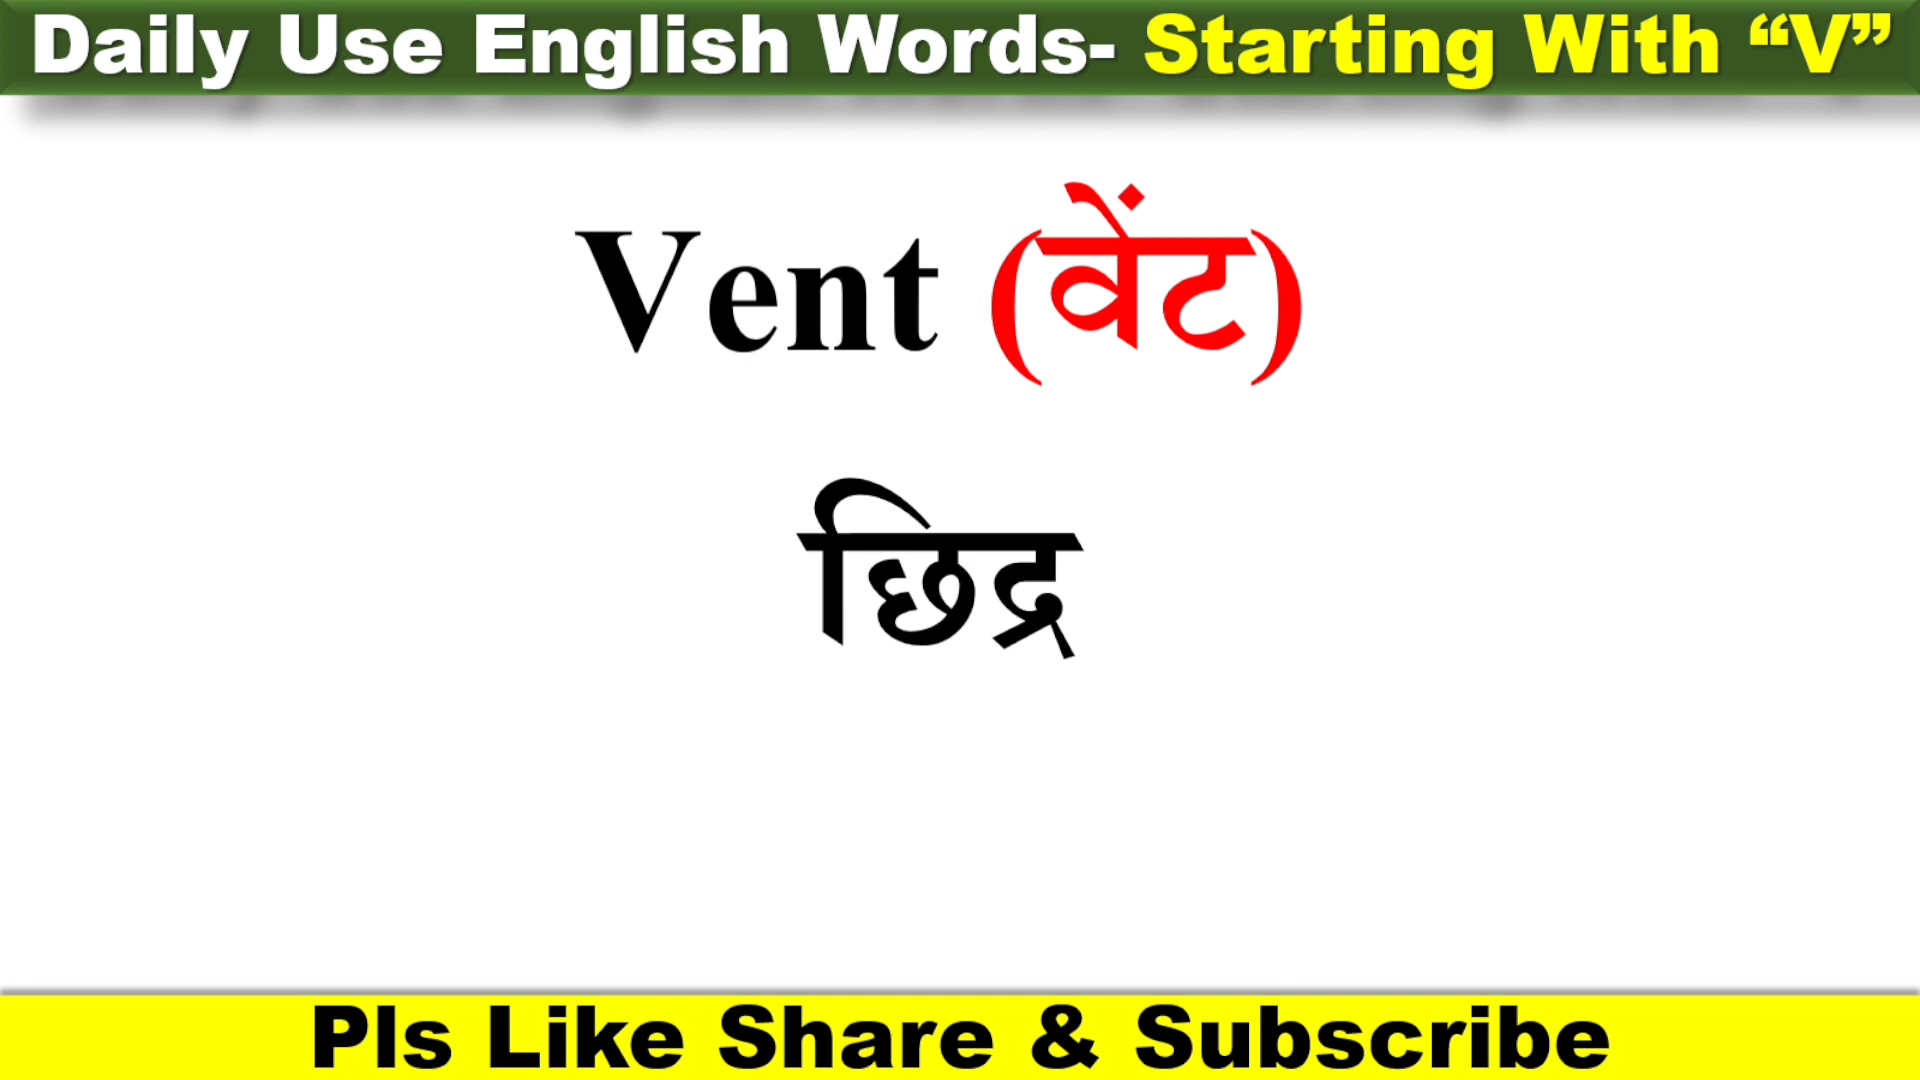 Daily Use English Words- Starting With “V”
Vent (वेंट)
छिद्र
Pls Like Share & Subscribe